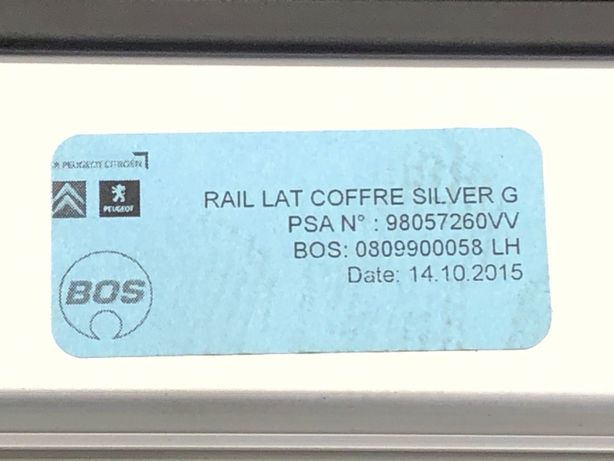 PEUGEOT CITROËN
PEUGEOT
BOS
RAIL LAT COFFRE SILVER G
PSA N° : 98057260VV
BOS: 0809900058 LH
Date: 14.10.2015